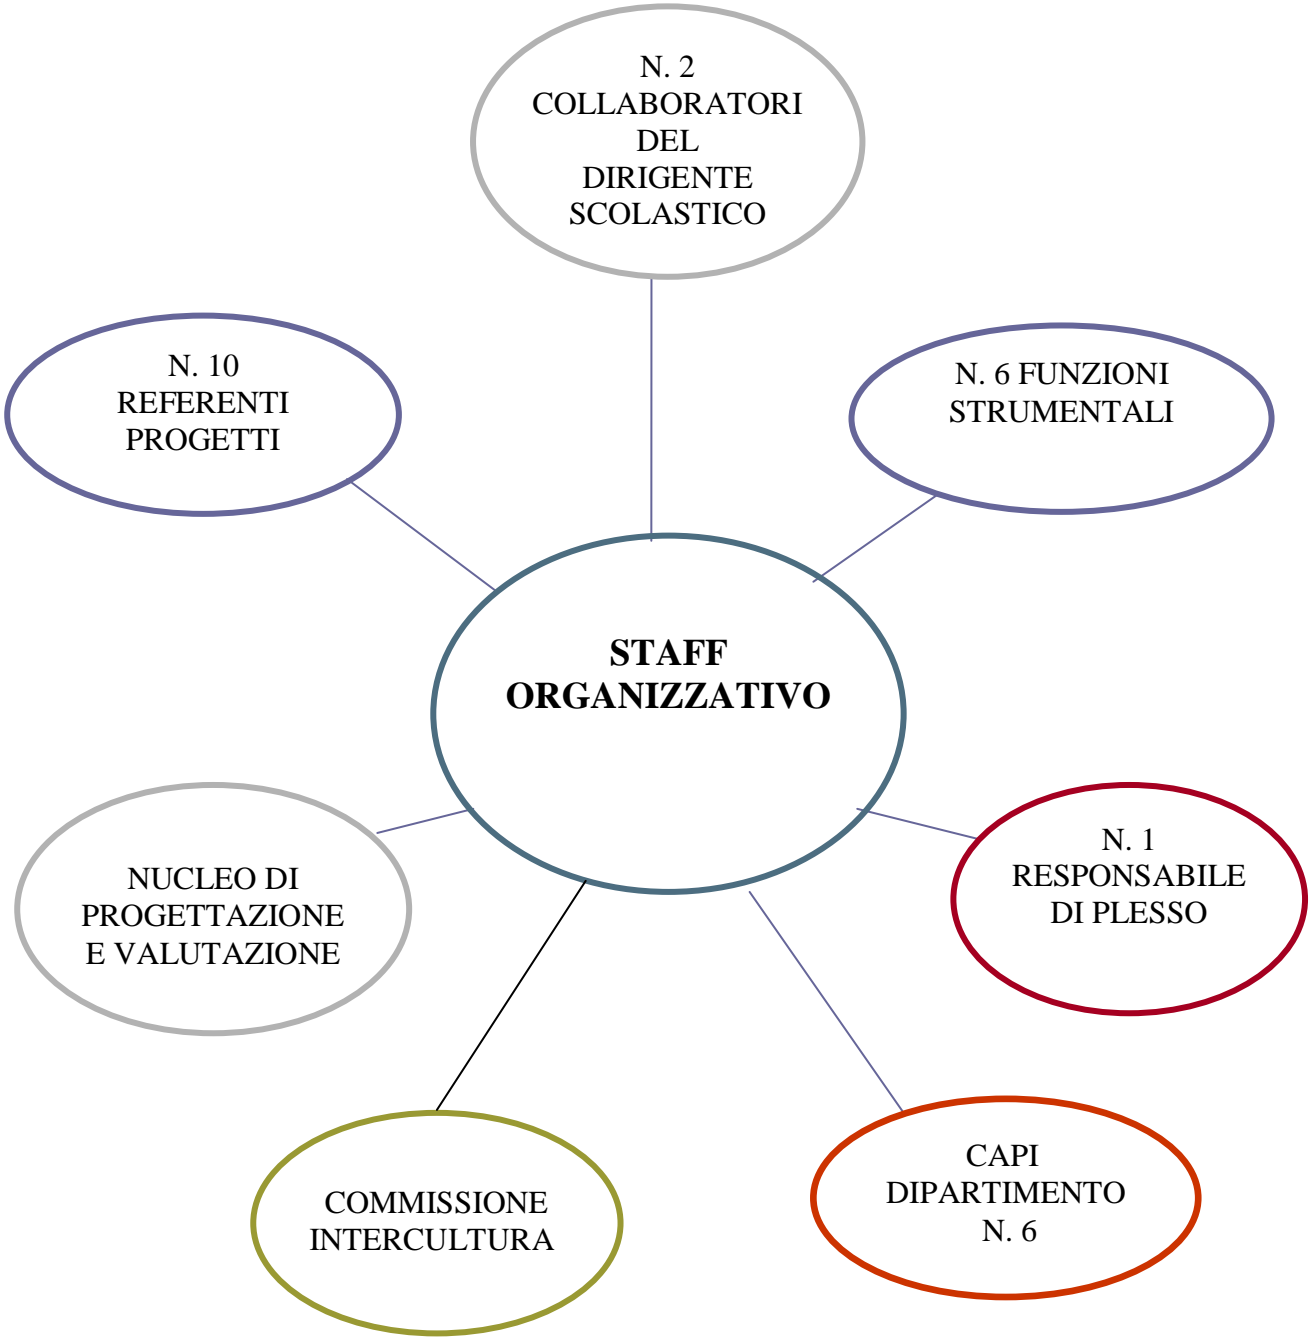 N. 2
COLLABORATORI
DEL
DIRIGENTE
SCOLASTICO
N. 10
REFERENTI
PROGETTI
N. 6 FUNZIONI
STRUMENTALI
STAFF
ORGANIZZATIVO
NUCLEO DI
PROGETTAZIONE
E VALUTAZIONE
N. 1
RESPONSABILE
DI PLESSO
COMMISSIONE
INTERCULTURA
CAPI
DIPARTIMENTO
N. 6